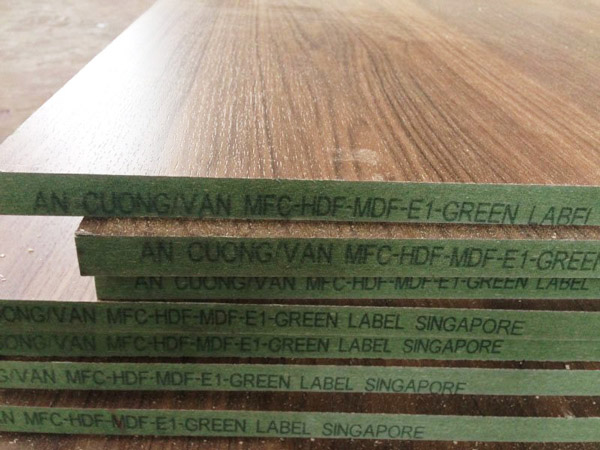 AN CUONG/VAN MFC-HDF-MDF-E1-GREEN LABEL
AN CUONG/VAN MFC-HDF-MDF-E1-GREEN
AN CUONG/VAN MFC-HDF-MDF-E1-GREEN LABEL
CUONG/VAN MFC-HDF-MDF-E1-GREEN LABEL SINGAPORE
CUONG/VAN MFC-HDF-MDF-E1-GREEN LABEL SINGAPORE
G/VAN MFC-HDF-MDF-E1-GREEN LABEL SINGAPORE
AN MFC-HDF-MDF-E1-GREEN LABEL SINGAPORE